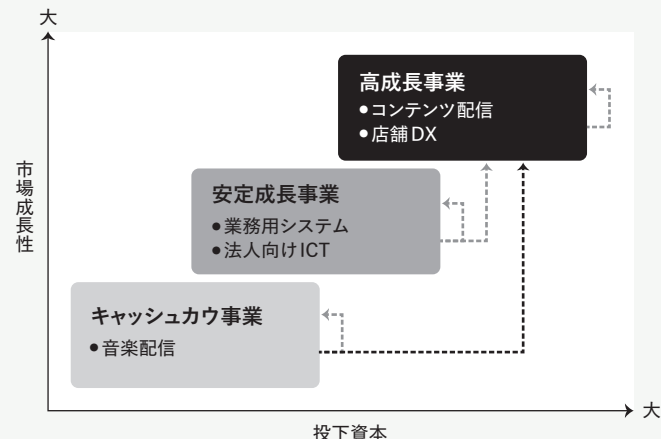 大
市場成長性
高成長事業
●コンテンツ配信
●店舗DX
安定成長事業
●業務用システム
●法人向けICT
キャッシュカウ事業
●音楽配信
大
投下資本